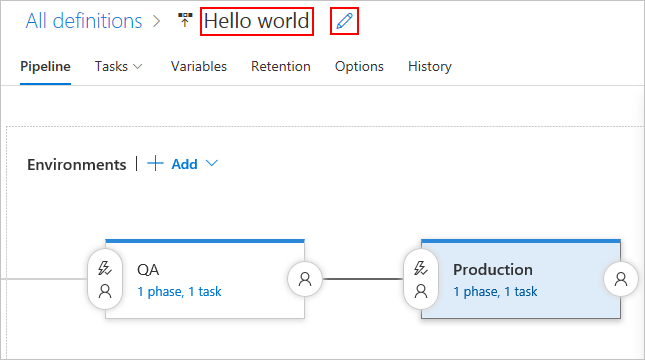 All definitions > Hello world
Pipeline Tasks Variables Retention Options History
Environments | + Add
QA
1 phase, 1 task
Production
1 phase, 1 task